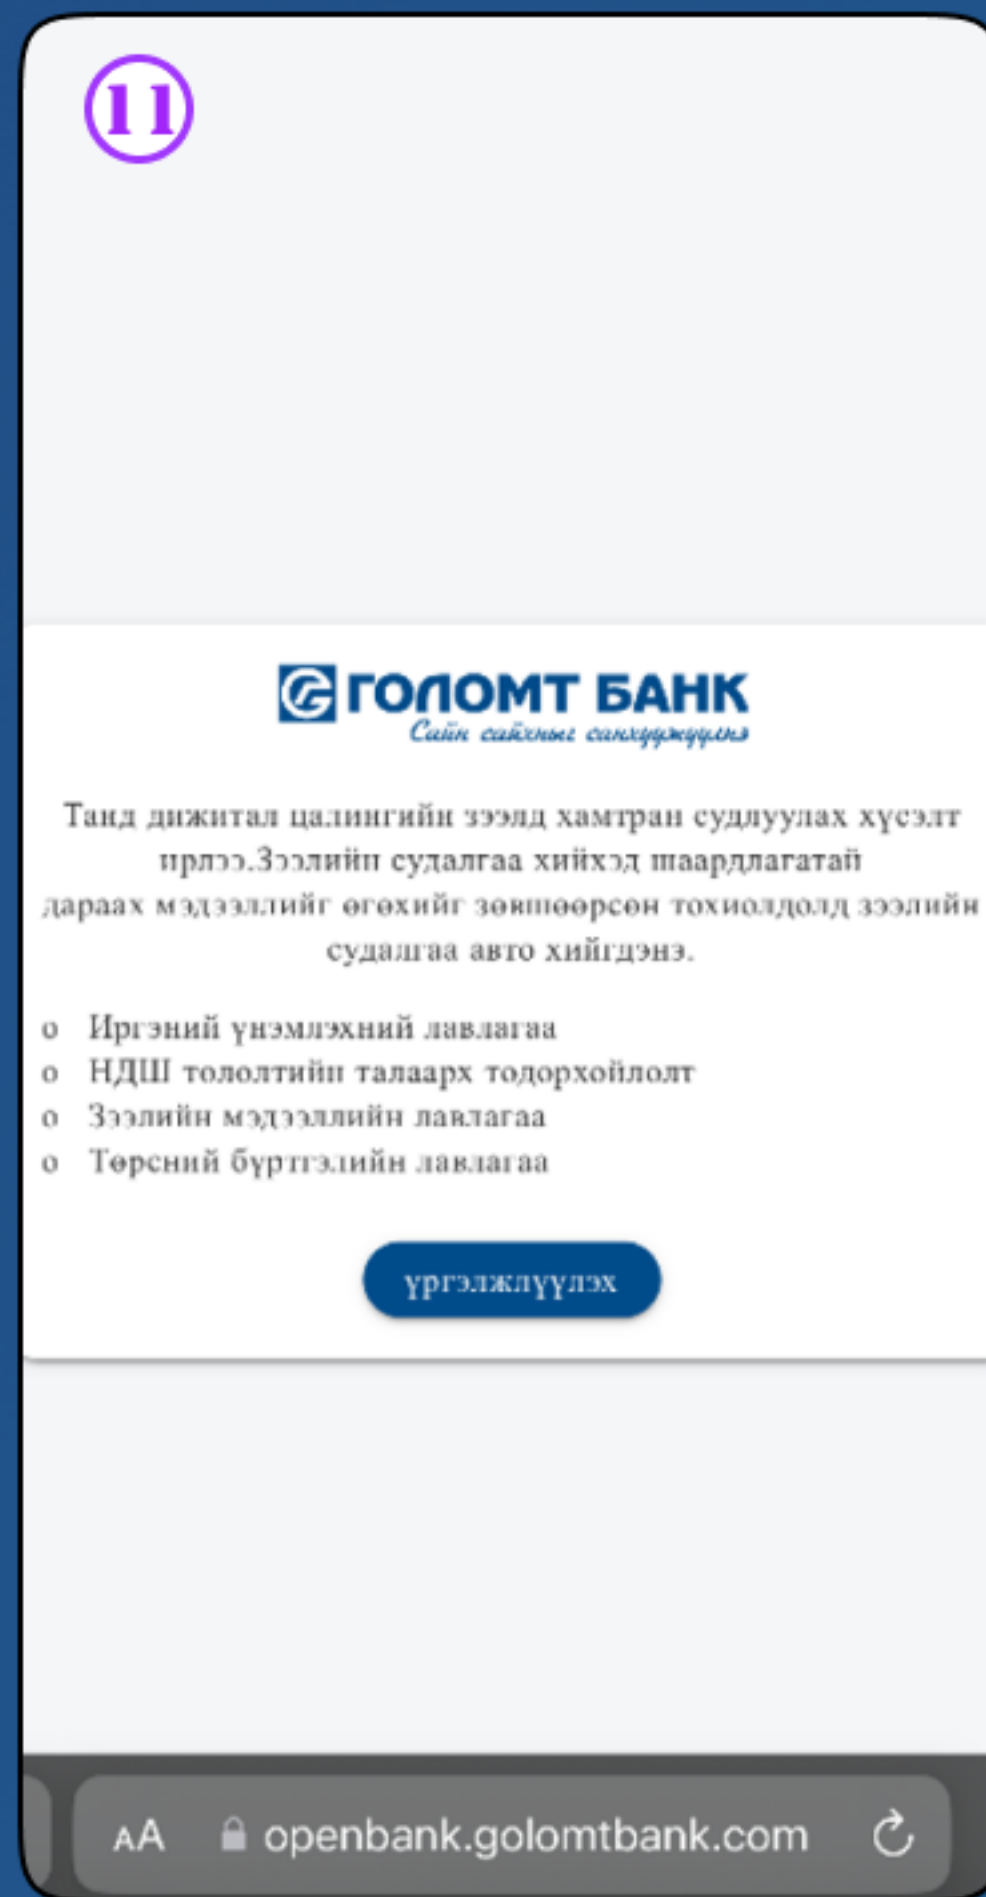 11
ГОЛОМТ БАНК
Сайн сайхныг санхүүжүүлнэ
Танд дижитал цалингийн зээлд хамтран судлуулах хүсэлт
ирлээ.Зээлийн судалгаа хийхэд шаардлагатай
дараах мэдээллийг өгөхийг зөвшөөрсөн тохиолдолд зээлийн
судалгаа авто хийгдэнэ.
o Иргэний үнэмлэхний лавлагаа
o НДШ тололтийн талаарх тодорхойлолт
o Зээлийн мэдээллийн лавлагаа
o Төрсний бүртгэлийн лавлагаа
үргэлжлүүлэх
AA openbank.golomtbank.com